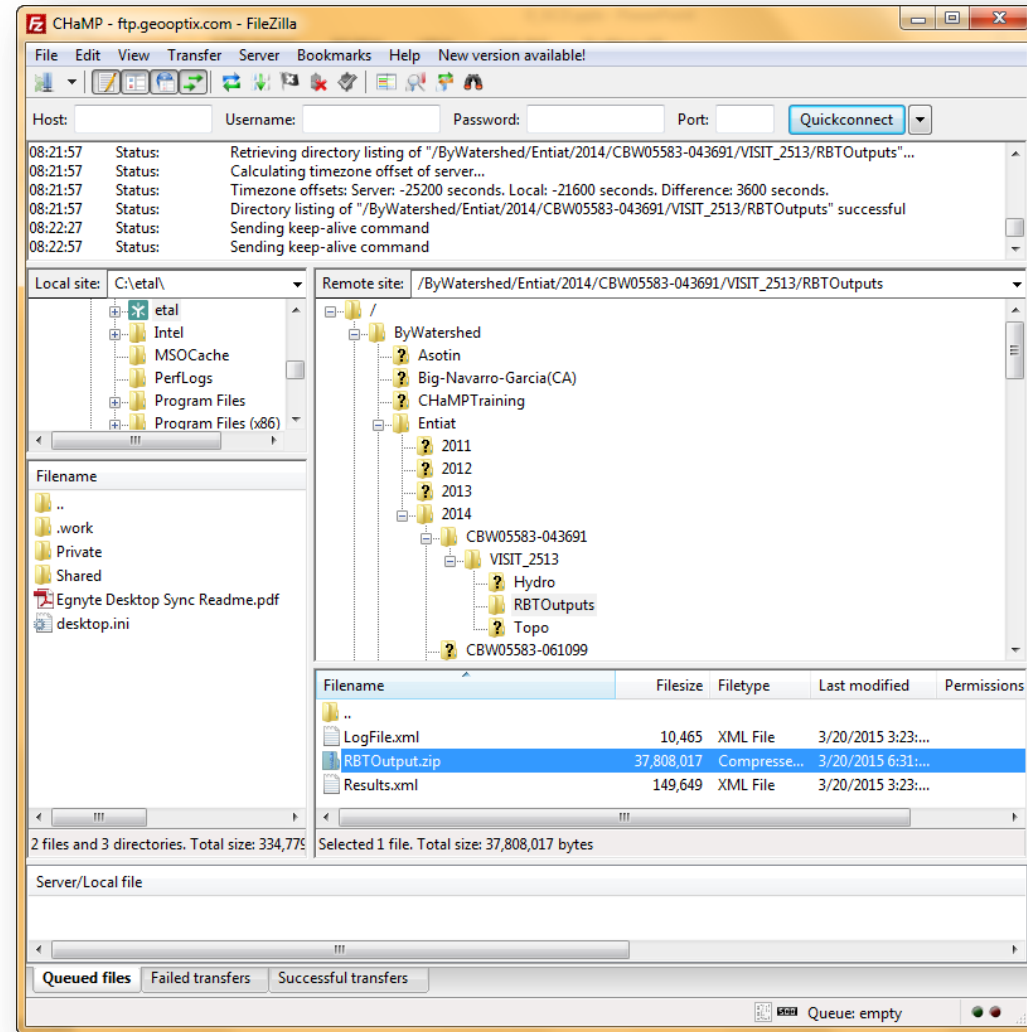 CHaMP - ftp.geooptix.com - FileZilla
File Edit View Transfer Server Bookmarks Help New version available!
Host: Username: Password: Port: Quickconnect
08:21:57 Status: Retrieving directory listing of "/ByWatershed/Entiat/2014/CBW05583-043691/VISIT_2513/RBTOutputs"...
08:21:57 Status: Calculating timezone offset of server...
08:21:57 Status: Timezone offsets: Server: -25200 seconds. Local: -21600 seconds. Difference: 3600 seconds.
08:21:57 Status: Directory listing of "/ByWatershed/Entiat/2014/CBW05583-043691/VISIT_2513/RBTOutputs" successful
08:22:27 Status: Sending keep-alive command
08:22:57 Status: Sending keep-alive command
Local site: C:\etal\
etal
Intel
MSOCache
PerfLogs
Program Files
Program Files (x86)
Filename
..
.work
Private
Shared
Egnyte Desktop Sync Readme.pdf
desktop.ini
2 files and 3 directories. Total size: 334,779
Remote site: /ByWatershed/Entiat/2014/CBW05583-043691/VISIT_2513/RBTOutputs
/
ByWatershed
Asotin
Big-Navarro-Garcia(CA)
CHaMPTraining
Entiat
2011
2012
2013
2014
CBW05583-043691
VISIT_2513
Hydro
RBTOutputs
Topo
CBW05583-061099
Filename Filesize Filetype Last modified Permissions
..
LogFile.xml 10,465 XML File 3/20/2015 3:23:...
RBTOutput.zip 37,808,017 Compresse... 3/20/2015 6:31:...
Results.xml 149,649 XML File 3/20/2015 3:23:...
Selected 1 file. Total size: 37,808,017 bytes
Server/Local file
Queued files Failed transfers Successful transfers
Queue: empty